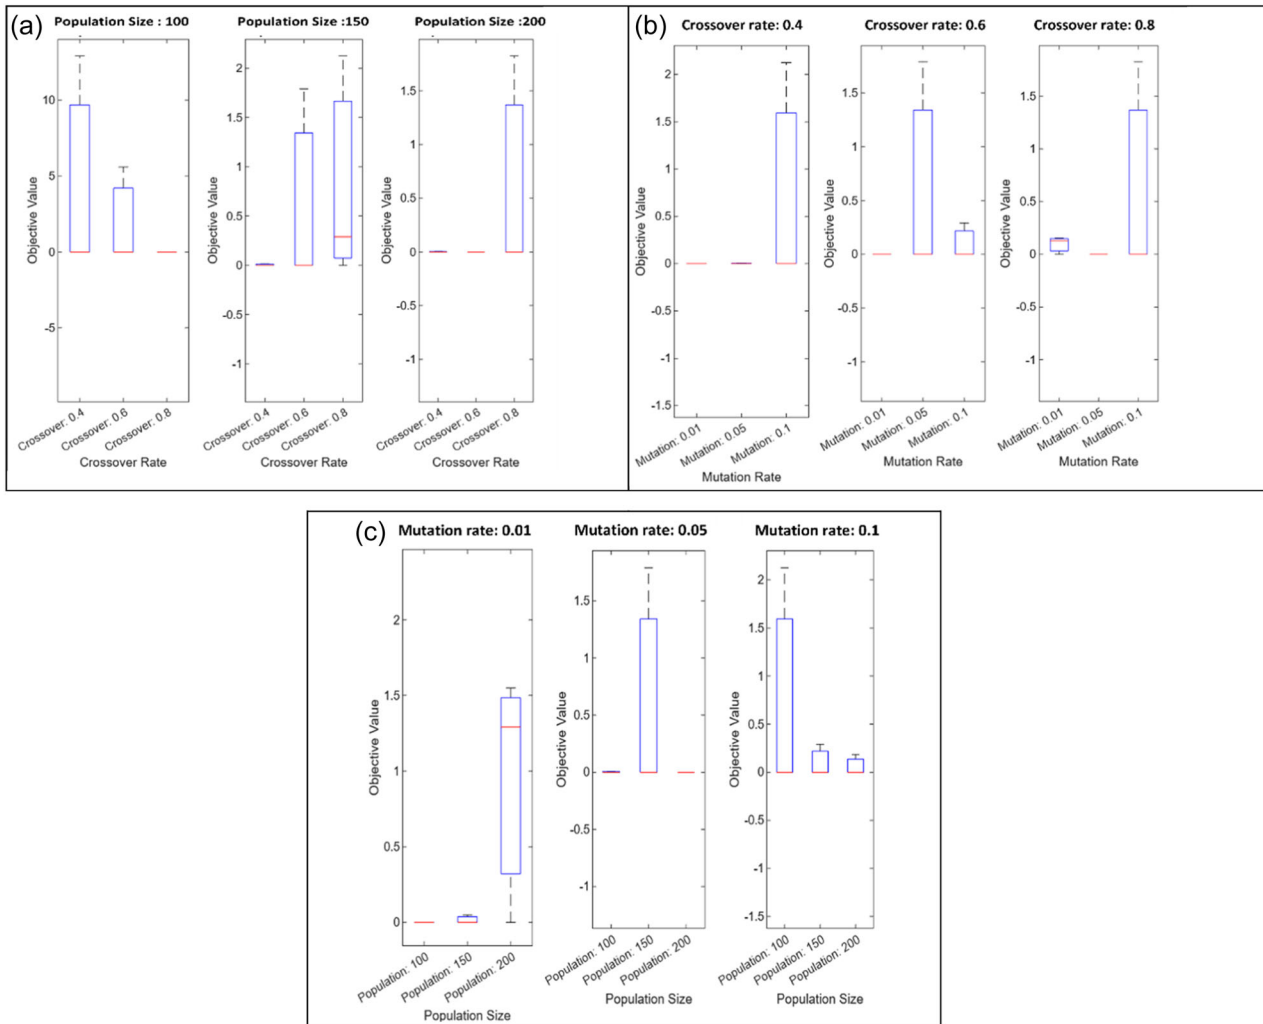 (a)
Population Size : 100
Population Size :150
Population Size :200
10
5
0
-5
Objective Value
Crossover: 0.4
Crossover: 0.6
Crossover: 0.8
Crossover Rate
2
1.5
1
0.5
0
-0.5
-1
Objective Value
Crossover: 0.4
Crossover: 0.6
Crossover: 0.8
Crossover Rate
1.5
1
0.5
0
-0.5
-1
Objective Value
Crossover: 0.4
Crossover: 0.6
Crossover: 0.8
Crossover Rate
(b)
Crossover rate: 0.4
Crossover rate: 0.6
Crossover rate: 0.8
2
1.5
1
0.5
0
-0.5
-1
-1.5
Objective Value
Mutation: 0.01
Mutation: 0.05
Mutation: 0.1
Mutation Rate
1.5
1
0.5
0
-0.5
-1
Objective Value
Mutation: 0.01
Mutation: 0.05
Mutation: 0.1
Mutation Rate
1.5
1
0.5
0
-0.5
-1
Objective Value
Mutation: 0.01
Mutation: 0.05
Mutation: 0.1
Mutation Rate
(c)
Mutation rate: 0.01
Mutation rate: 0.05
Mutation rate: 0.1
2
1.5
1
0.5
0
Objective Value
Population: 100
Population: 150
Population: 200
Population Size
1.5
1
0.5
0
-0.5
-1
Objective Value
Population: 100
Population: 150
Population: 200
Population Size
2
1.5
1
0.5
0
-0.5
-1
-1.5
Objective Value
Population: 100
Population: 150
Population: 200
Population Size